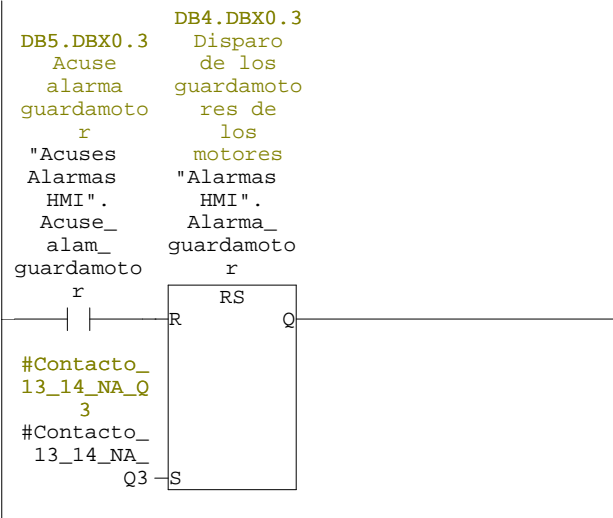 DB5.DBX0.3
Acuse
alarma
guardamoto
r
"Acuses
Alarmas
HMI".
Acuse_
alam_
guardamoto
r
DB4.DBX0.3
Disparo
de los
guardamoto
res de
los
motores
"Alarmas
HMI".
Alarma_
guardamoto
r
RS
R
Q
#Contacto_
13_14_NA_Q
3
#Contacto_
13_14_NA_
Q3
S